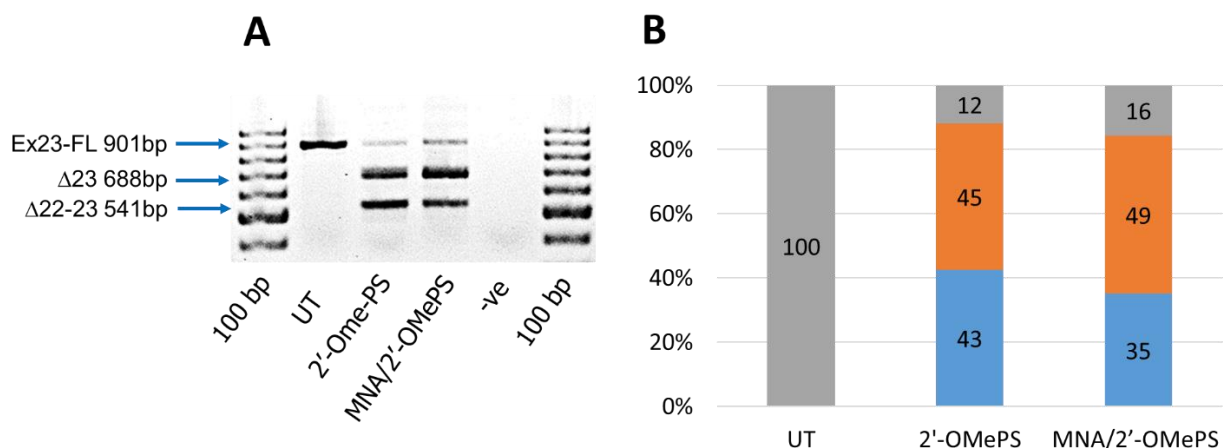 A
Ex23-FL 901bp
Δ23 688bp
Δ22-23 541bp
100 bp
UT
2'-Ome-PS
MNA/2'-OMePS
-ve
100 bp
B
100%
80%
60%
40%
20%
0%
100
12
45
43
16
49
35
UT
2'-OMePS
MNA/2'-OMePS